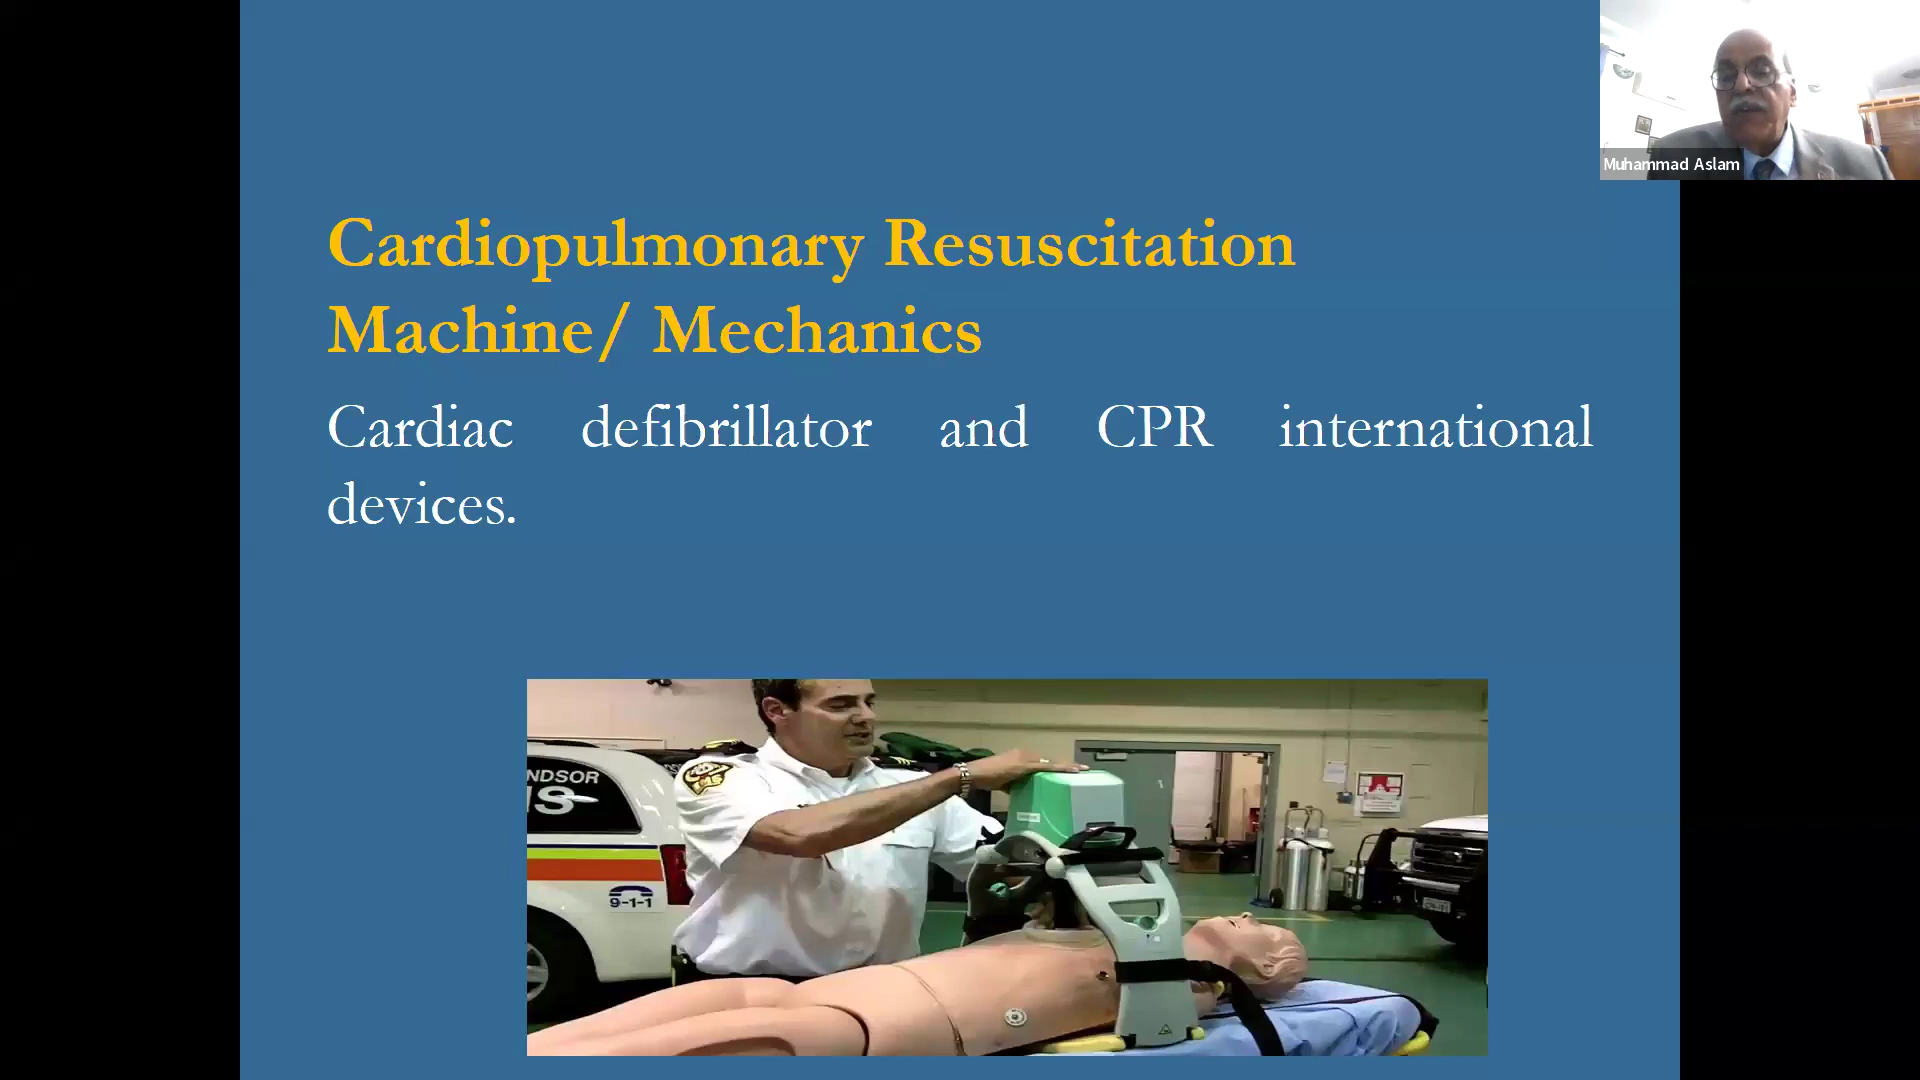 Muhammad Aslam
Cardiopulmonary Resuscitation
Machine/ Mechanics
Cardiac defibrillator and CPR international
devices.
NDSOR
9-1-1